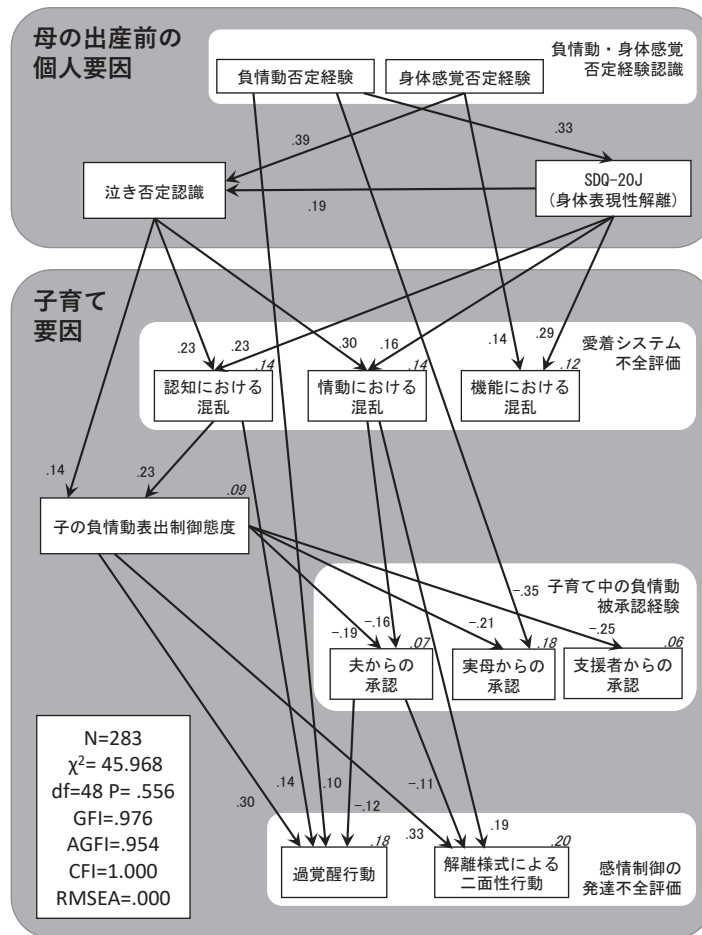 母の出産前の
個人要因
負情動・身体感覚
否定経験認識
負情動否定経験
身体感覚否定経験
.39
.33
泣き否定認識
SDQ-20J
(身体表現性解離)
.19
子育て
要因
愛着システム
不全評価
.23
.23
.14
.30
.16
.14
.14
.29
.12
認知における
混乱
情動における
混乱
機能における
混乱
.14
.23
.09
子の負情動表出制御態度
子育て中の負情動
被承認経験
-.35
-.19
-.16
.07
-.21
.18
-.25
.06
夫からの
承認
実母からの
承認
支援者からの
承認
N=283
χ²= 45.968
df=48 P= .556
GFI=.976
AGFI=.954
CFI=1.000
RMSEA=.000
.30
.14
.10
-.12
-.11
.33
.19
.18
.20
過覚醒行動
解離様式による
二面性行動
感情制御の
発達不全評価